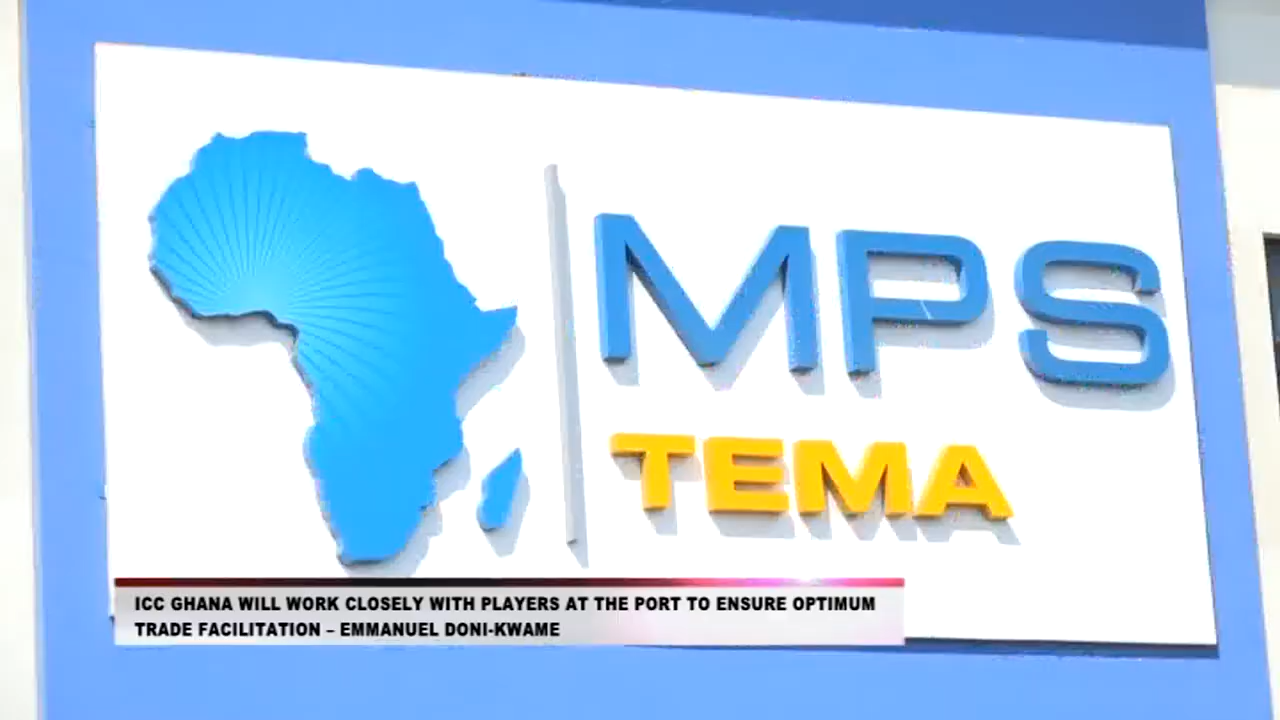 MPS
TEMA
ICC GHANA WILL WORK CLOSELY WITH PLAYERS AT THE PORT TO ENSURE OPTIMUM
TRADE FACILITATION – EMMANUEL DONI-KWAME